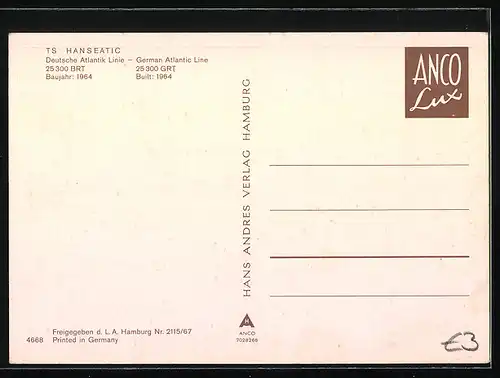 TS HANSEATIC
Deutsche Atlantik Linie – German Atlantic Line
25 300 BRT 25 300 GRT
Baujahr: 1964 Built: 1964
ANCO
Lux
HANS ANDRES VERLAG HAMBURG
Freigegeben d. L. A. Hamburg Nr. 2115/67
4668 Printed in Germany
H
ANCO
7028268
€3